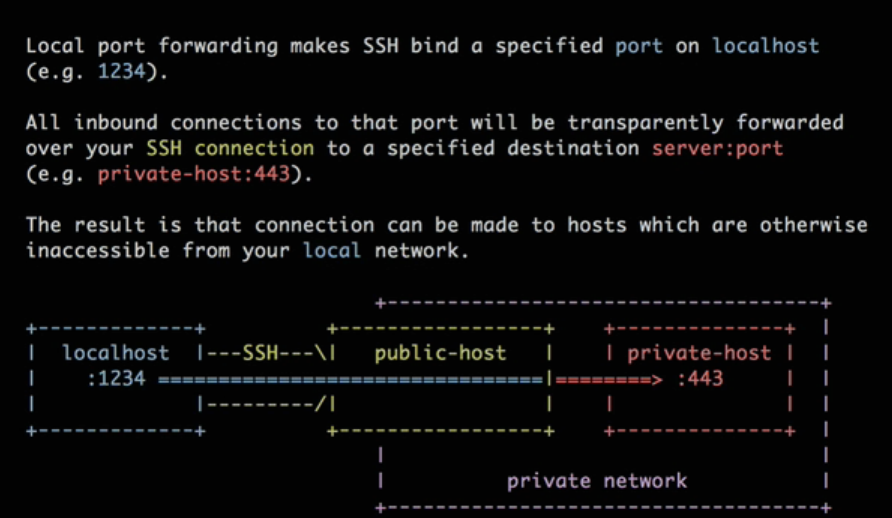 Local port forwarding makes SSH bind a specified port on localhost
(e.g. 1234).
All inbound connections to that port will be transparently forwarded
over your SSH connection to a specified destination server:port
(e.g. private-host:443).
The result is that connection can be made to hosts which are otherwise
inaccessible from your local network.
localhost |---SSH---\| public-host | | private-host
:1234 ================================|========> :443
private network